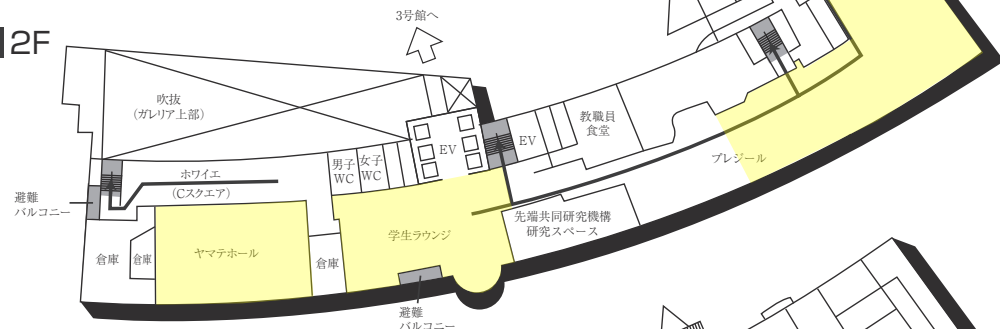 2F
3号館へ
吹抜
(ガレリア上部)
EV
EV
教職員
食堂
男子
WC
女子
WC
プレジール
ホワイエ
(Cスクエア)
避難
バルコニー
先端共同研究機構
研究スペース
学生ラウンジ
ヤマテホール
倉庫
倉庫
倉庫
避難
バルコニー